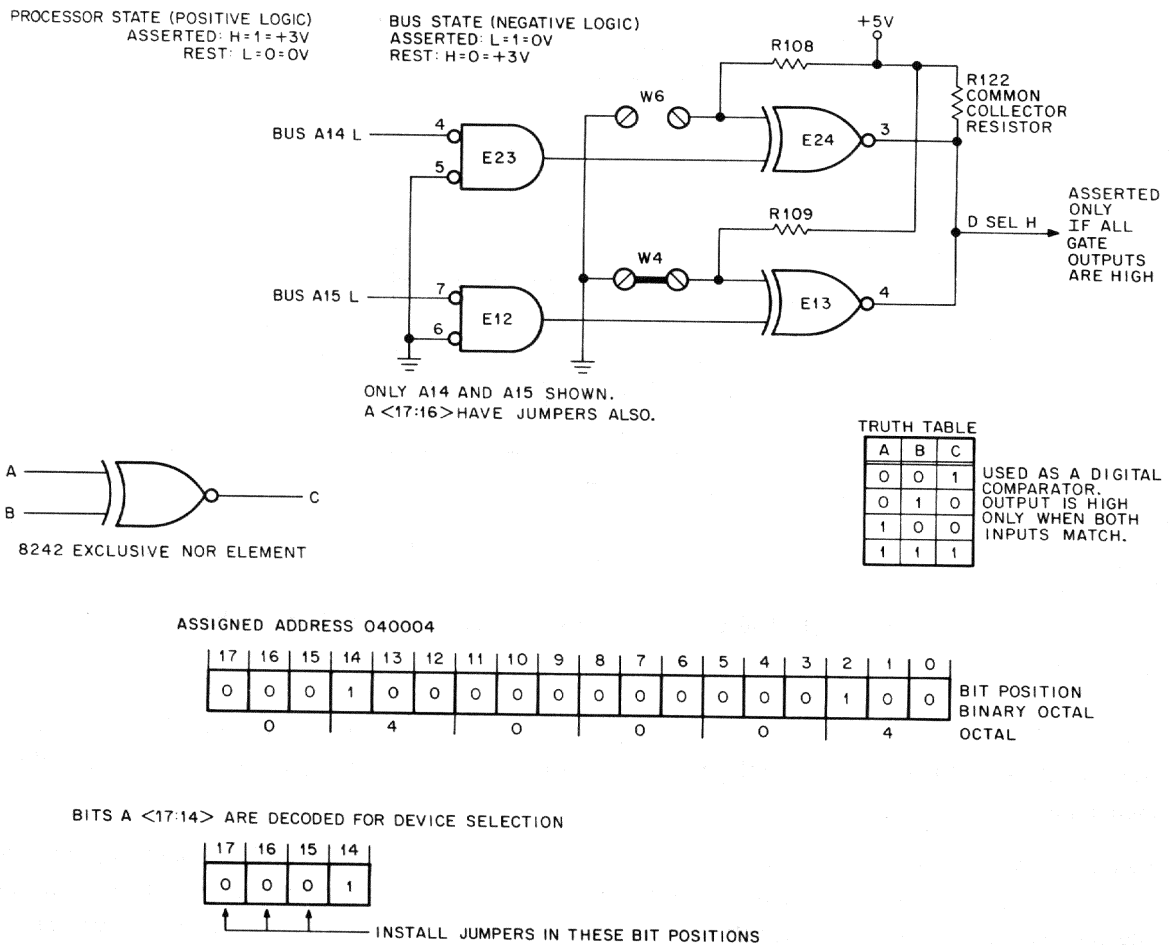 PROCESSOR STATE (POSITIVE LOGIC)
ASSERTED: H=1=+3V
REST: L=0=0V
BUS STATE (NEGATIVE LOGIC)
ASSERTED: L=1=0V
REST: H=0=+3V
+5V
R108
R122
COMMON
COLLECTOR
RESISTOR
W6
BUS A14 L
4
5
E23
E24
3
R109
D SEL H
ASSERTED
ONLY
IF ALL
GATE
OUTPUTS
ARE HIGH
W4
BUS A15 L
7
6
E12
E13
4
ONLY A14 AND A15 SHOWN.
A <17:16> HAVE JUMPERS ALSO.
TRUTH TABLE
A B C
0 0 1
0 1 0
1 0 0
1 1 1
USED AS A DIGITAL
COMPARATOR.
OUTPUT IS HIGH
ONLY WHEN BOTH
INPUTS MATCH.
A
B
C
8242 EXCLUSIVE NOR ELEMENT
ASSIGNED ADDRESS 040004
17 16 15 14 13 12 11 10 9 8 7 6 5 4 3 2 1 0
0 0 0 1 0 0 0 0 0 0 0 0 0 0 0 1 0 0
BIT POSITION
BINARY OCTAL
0 4 0 0 0 4
OCTAL
BITS A <17:14> ARE DECODED FOR DEVICE SELECTION
17 16 15 14
0 0 0 1
INSTALL JUMPERS IN THESE BIT POSITIONS